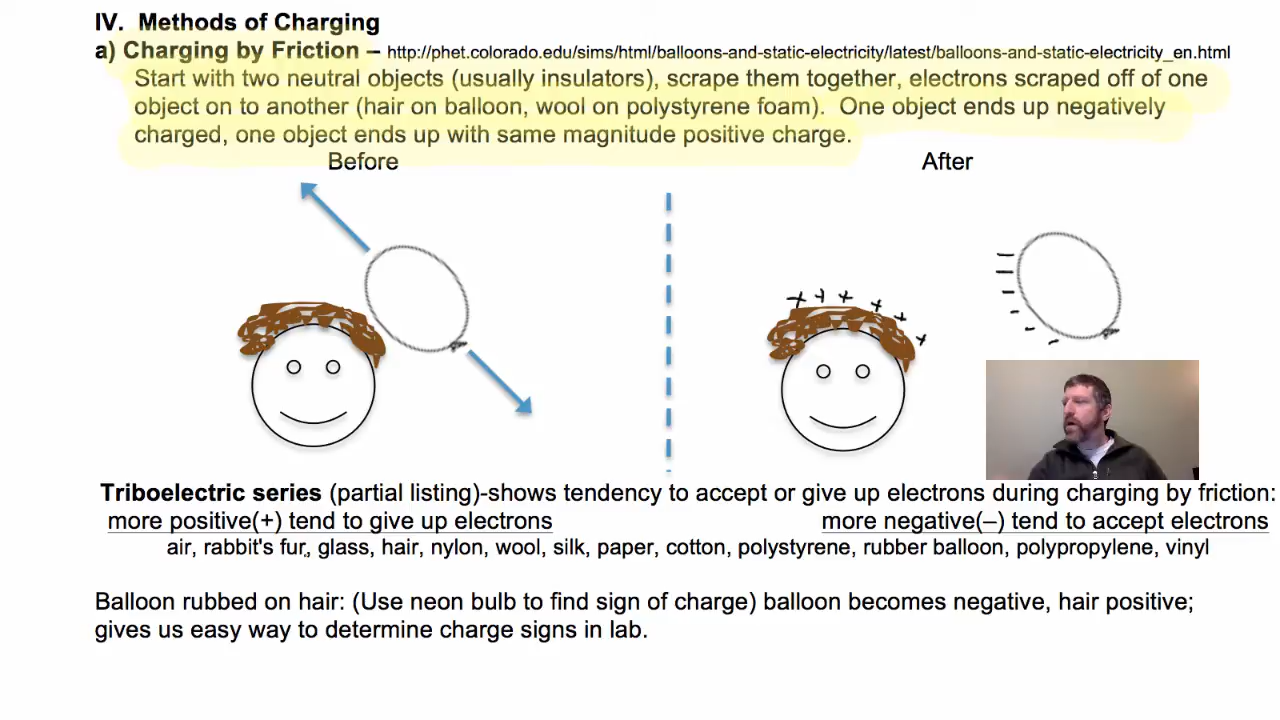 IV. Methods of Charging
a) Charging by Friction – http://phet.colorado.edu/sims/html/balloons-and-static-electricity/latest/balloons-and-static-electricity_en.html
Start with two neutral objects (usually insulators), scrape them together, electrons scraped off of one
object on to another (hair on balloon, wool on polystyrene foam). One object ends up negatively
charged, one object ends up with same magnitude positive charge.
Before After
+ + + + + +
– – – – – –
Triboelectric series (partial listing)-shows tendency to accept or give up electrons during charging by friction:
more positive(+) tend to give up electrons more negative(–) tend to accept electrons
air, rabbit's fur,, glass, hair, nylon, wool, silk, paper, cotton, polystyrene, rubber balloon, polypropylene, vinyl
Balloon rubbed on hair: (Use neon bulb to find sign of charge) balloon becomes negative, hair positive;
gives us easy way to determine charge signs in lab.